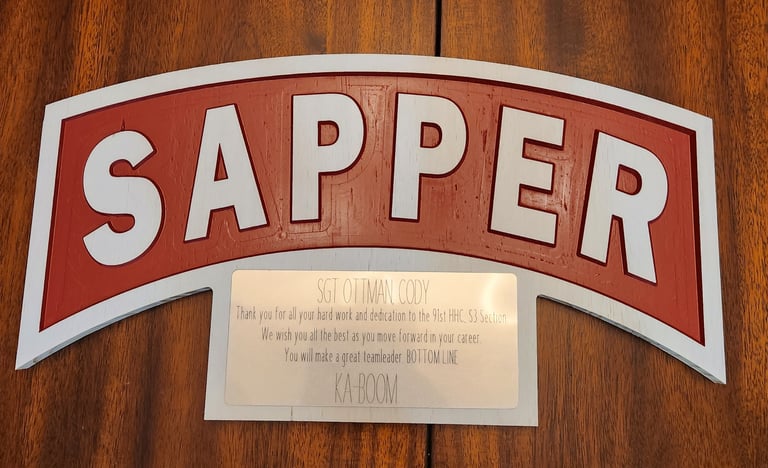 SAPPER
SGT OTTMAN, CODY
Thank you for all your hard work and dedication to the 91st HHC, S3 Section.
We wish you all the best as you move forward in your career.
You will make a great teamleader BOTTOM LINE
KA-BOOM